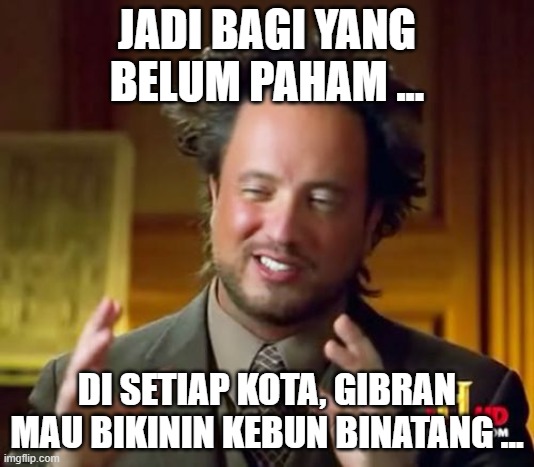 JADI BAGI YANG
BELUM PAHAM ...
DI SETIAP KOTA, GIBRAN
MAU BIKININ KEBUN BINATANG ...
imgflip.com